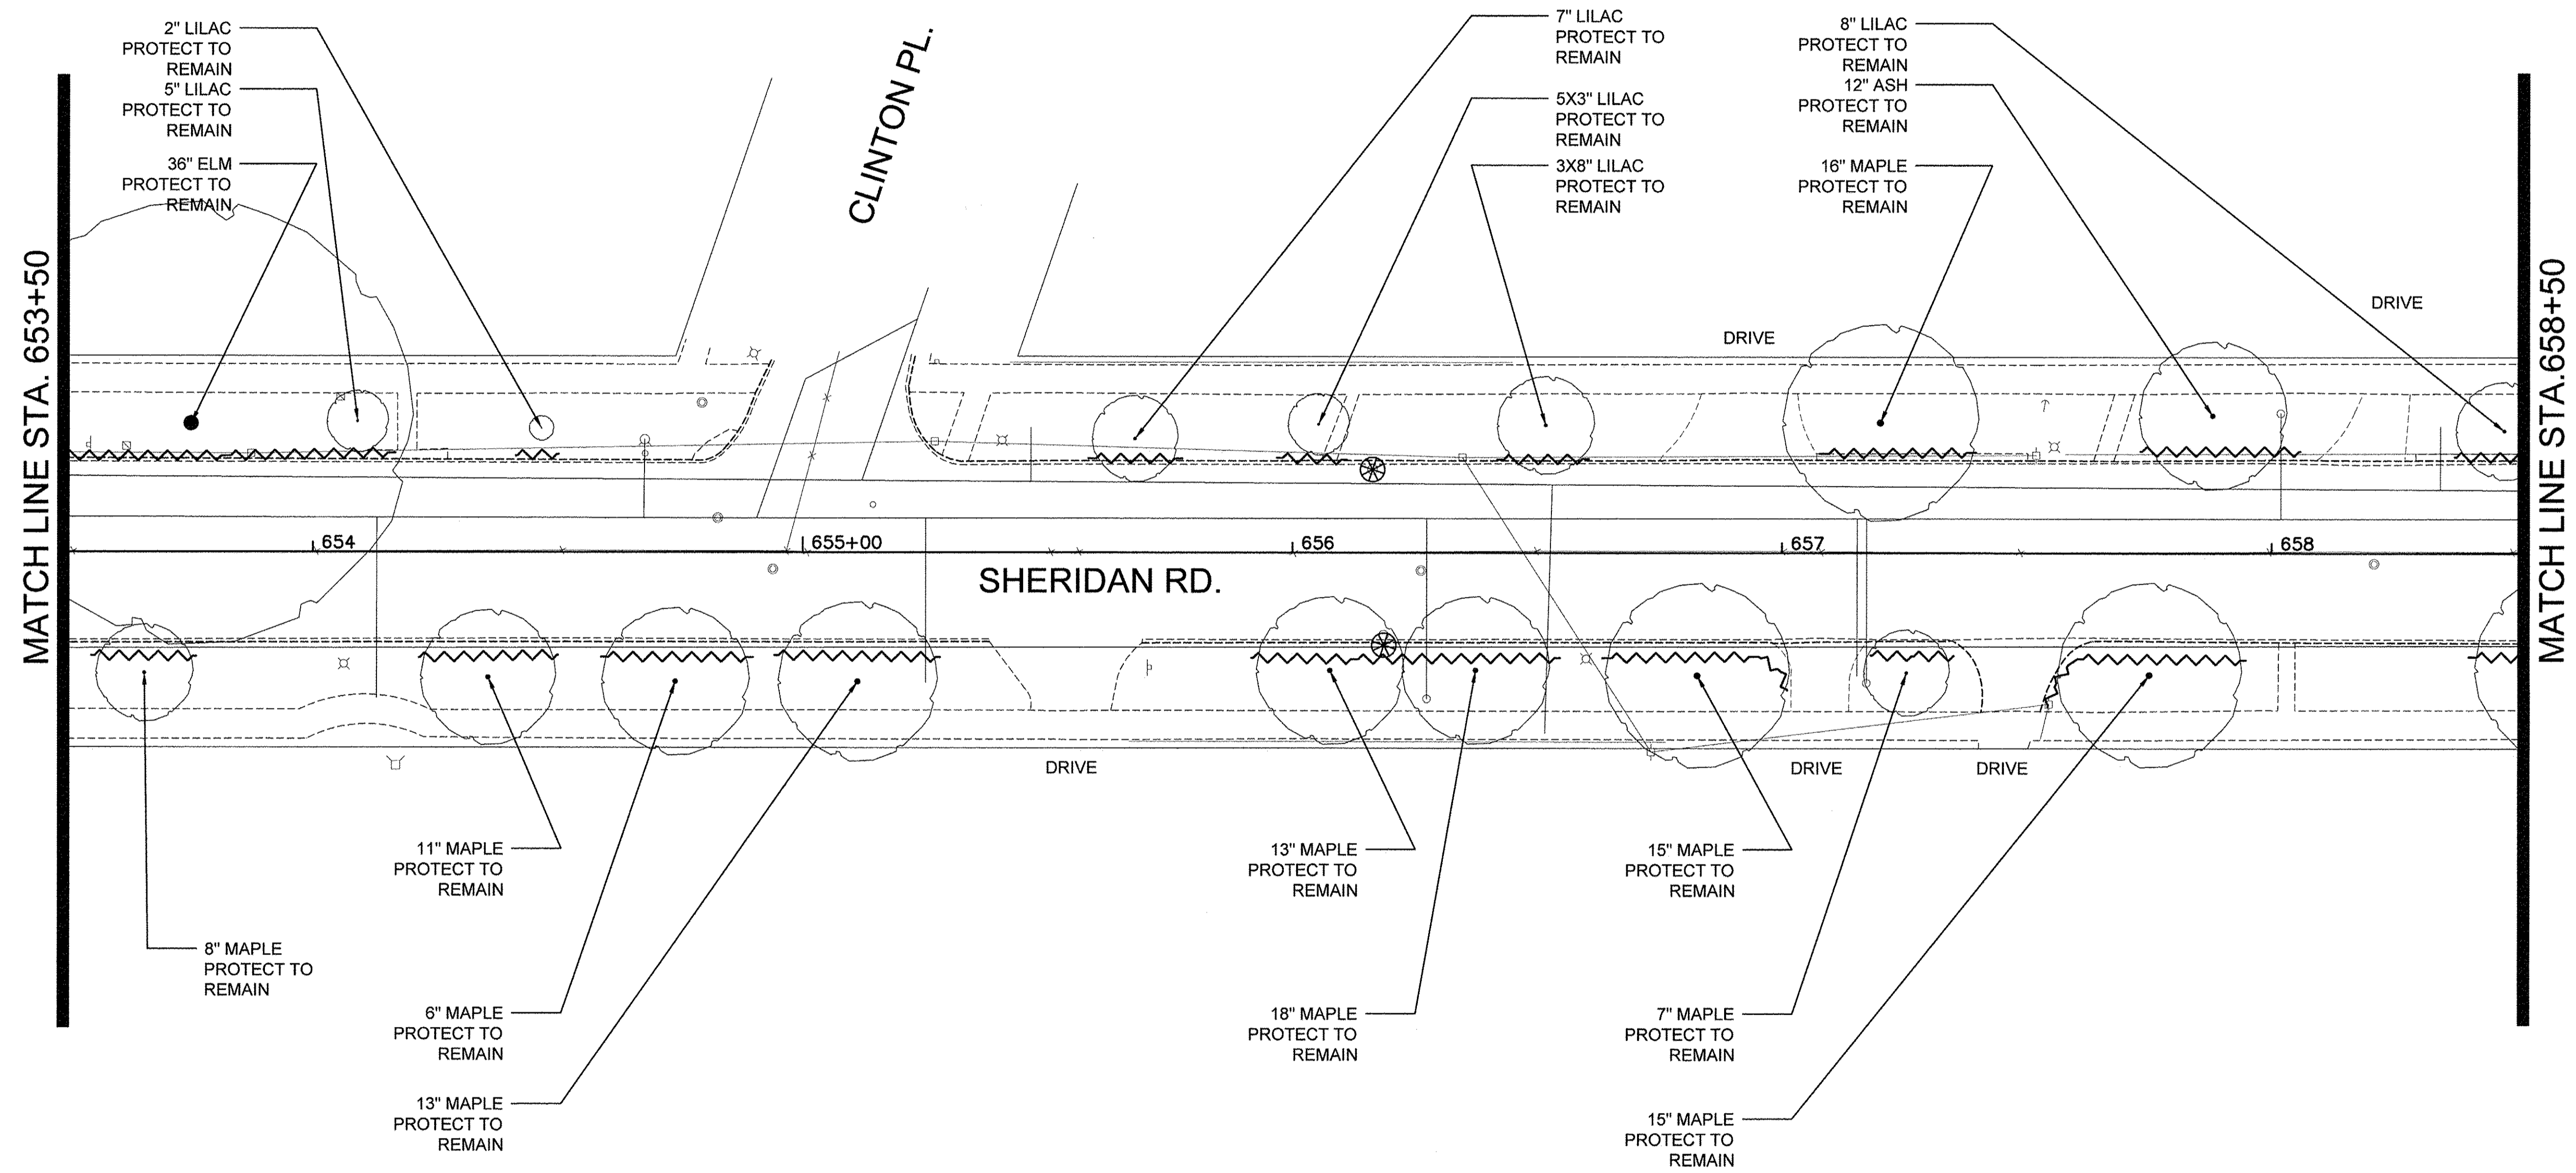 2" LILAC
PROTECT TO
REMAIN
5" LILAC
PROTECT TO
REMAIN
36" ELM
PROTECT TO
REMAIN
CLINTON PL.
7" LILAC
PROTECT TO
REMAIN
5X3" LILAC
PROTECT TO
REMAIN
3X8" LILAC
PROTECT TO
REMAIN
8" LILAC
PROTECT TO
REMAIN
12" ASH
PROTECT TO
REMAIN
16" MAPLE
PROTECT TO
REMAIN
DRIVE
DRIVE
MATCH LINE STA. 653+50
MATCH LINE STA.658+50
654
655+00
656
657
658
SHERIDAN RD.
DRIVE
DRIVE
DRIVE
11" MAPLE
PROTECT TO
REMAIN
13" MAPLE
PROTECT TO
REMAIN
15" MAPLE
PROTECT TO
REMAIN
8" MAPLE
PROTECT TO
REMAIN
6" MAPLE
PROTECT TO
REMAIN
18" MAPLE
PROTECT TO
REMAIN
7" MAPLE
PROTECT TO
REMAIN
13" MAPLE
PROTECT TO
REMAIN
15" MAPLE
PROTECT TO
REMAIN